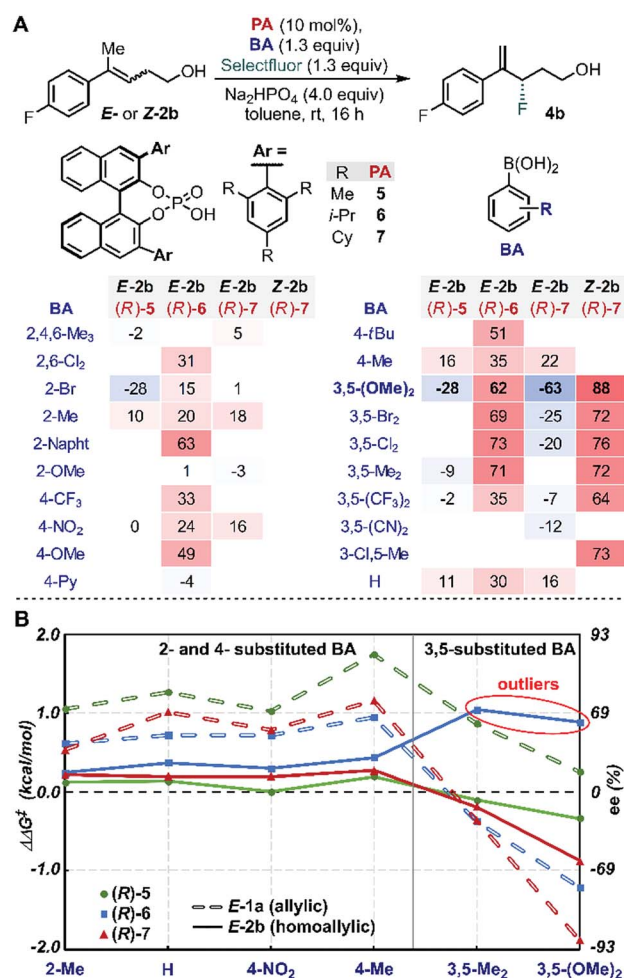 A
PA (10 mol%),
BA (1.3 equiv)
Selectfluor (1.3 equiv)
Na2HPO4 (4.0 equiv)
toluene, rt, 16 h
Me
OH
F
E- or Z-2b
OH
F
F
4b
Ar
O
O
P
O
OH
Ar
Ar =
R
R
R
R PA
Me 5
i-Pr 6
Cy 7
B(OH)2
R
BA
E-2b E-2b E-2b Z-2b
BA (R)-5 (R)-6 (R)-7 (R)-7
2,4,6-Me3 -2 5
2,6-Cl2 31
2-Br -28 15 1
2-Me 10 20 18
2-Napht 63
2-OMe 1 -3
4-CF3 33
4-NO2 0 24 16
4-OMe 49
4-Py -4
E-2b E-2b E-2b Z-2b
BA (R)-5 (R)-6 (R)-7 (R)-7
4-tBu 51
4-Me 16 35 22
3,5-(OMe)2 -28 62 -63 88
3,5-Br2 69 -25 72
3,5-Cl2 73 -20 76
3,5-Me2 -9 71 72
3,5-(CF3)2 -2 35 -7 64
3,5-(CN)2 -12
3-Cl,5-Me 73
H 11 30 16
B
2- and 4- substituted BA
3,5-substituted BA
outliers
ΔΔG‡ (kcal/mol)
2.0
1.0
0.0
-1.0
-2.0
ee (%)
93
69
0
-69
-93
(R)-5
(R)-6
(R)-7
E-1a (allylic)
E-2b (homoallylic)
2-Me H 4-NO2 4-Me 3,5-Me2 3,5-(OMe)2